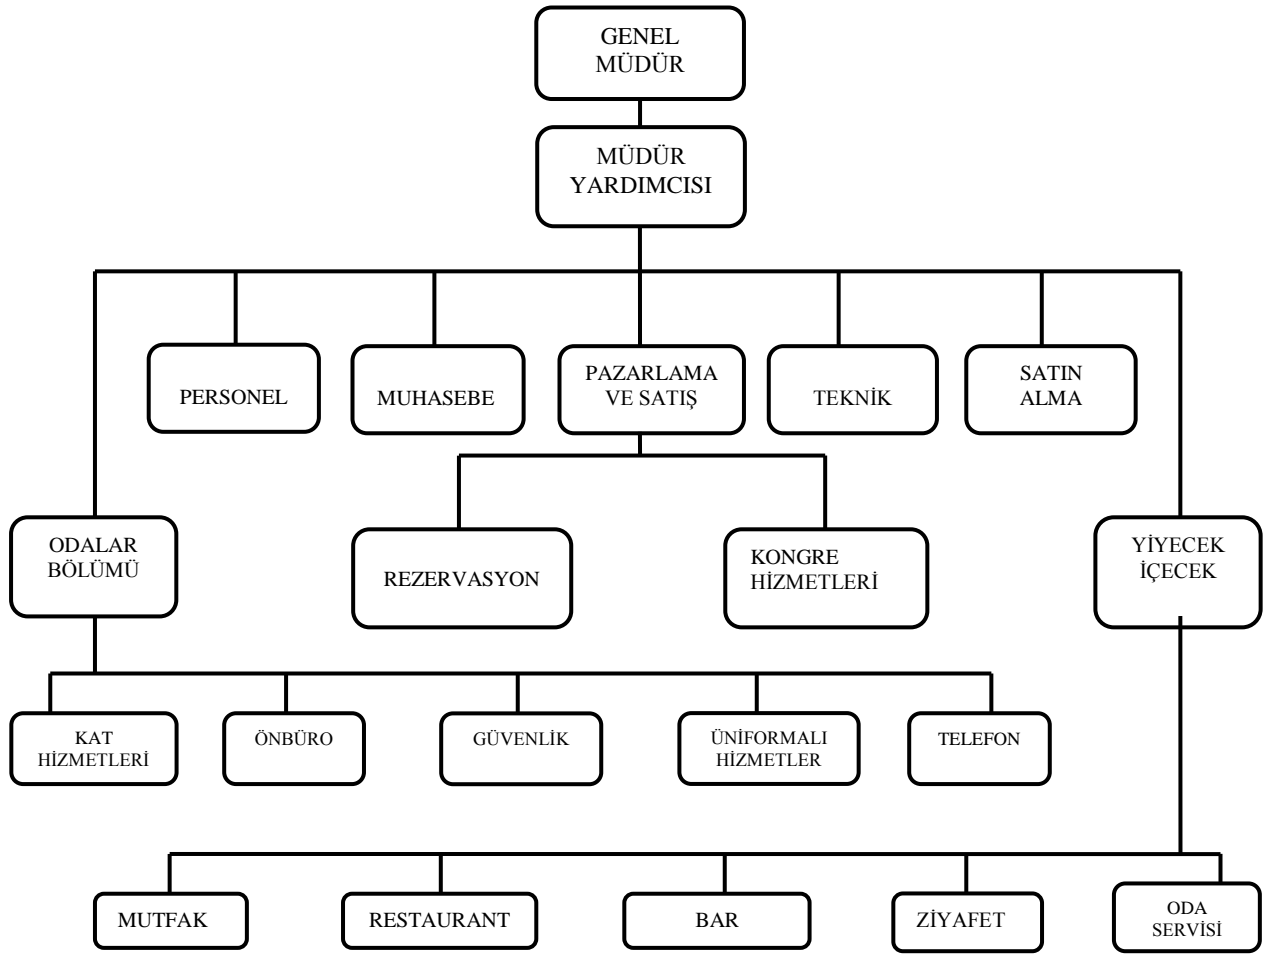 GENEL
MÜDÜR
MÜDÜR
YARDIMCISI
PERSONEL
MUHASEBE
PAZARLAMA
VE SATIŞ
TEKNİK
SATIN
ALMA
ODALAR
BÖLÜMÜ
REZERVASYON
KONGRE
HİZMETLERİ
YİYECEK
İÇECEK
KAT
HİZMETLERİ
ÖNBÜRO
GÜVENLİK
ÜNİFORMALI
HİZMETLER
TELEFON
MUTFAK
RESTAURANT
BAR
ZİYAFET
ODA
SERVİSİ